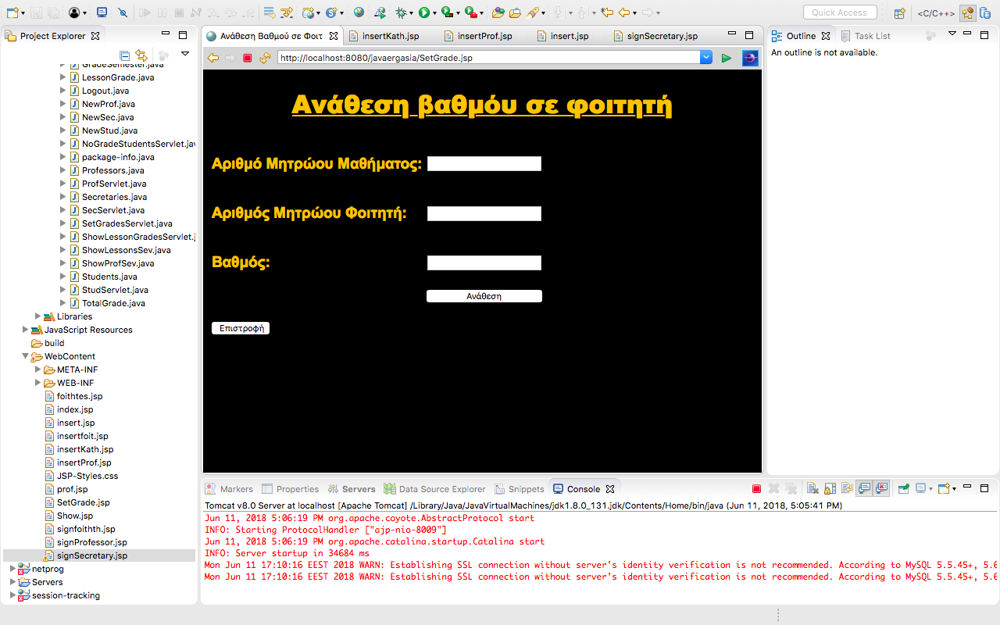 Quick Access
<C/C++>
Project Explorer
GradeSemester.java
LessonGrade.java
Logout.java
NewProf.java
NewSec.java
NewStud.java
NoGradeStudentsServlet.jav
package-info.java
Professors.java
ProfServlet.java
Secretaries.java
SecServlet.java
SetGradesServlet.java
ShowLessonGradesServlet.j
ShowLessonsSev.java
ShowProfSev.java
Students.java
StudServlet.java
TotalGrade.java
Libraries
JavaScript Resources
build
WebContent
META-INF
WEB-INF
foithtes.jsp
index.jsp
insert.jsp
insertfoit.jsp
insertKath.jsp
insertProf.jsp
JSP-Styles.css
prof.jsp
SetGrade.jsp
Show.jsp
signfoithth.jsp
signProfessor.jsp
signSecretary.jsp
netprog
Servers
session-tracking
Ανάθεση Βαθμού σε Φοιτ
insertKath.jsp
insertProf.jsp
insert.jsp
signSecretary.jsp
http://localhost:8080/javaergasia/SetGrade.jsp
Ανάθεση βαθμόυ σε φοιτητή
Αριθμό Μητρώου Μαθήματος:
Αριθμός Μητρώου Φοιτητή:
Βαθμός:
Ανάθεση
Επιστροφή
Outline
Task List
An outline is not available.
Markers
Properties
Servers
Data Source Explorer
Snippets
Console
Tomcat v8.0 Server at localhost [Apache Tomcat] /Library/Java/JavaVirtualMachines/jdk1.8.0_131.jdk/Contents/Home/bin/java (Jun 11, 2018, 5:05:41 PM)
Jun 11, 2018 5:06:19 PM org.apache.coyote.AbstractProtocol start
INFO: Starting ProtocolHandler ["ajp-nio-8009"]
Jun 11, 2018 5:06:19 PM org.apache.catalina.startup.Catalina start
INFO: Server startup in 34684 ms
Mon Jun 11 17:10:16 EEST 2018 WARN: Establishing SSL connection without server's identity verification is not recommended. According to MySQL 5.5.45+, 5.6
Mon Jun 11 17:10:16 EEST 2018 WARN: Establishing SSL connection without server's identity verification is not recommended. According to MySQL 5.5.45+, 5.6